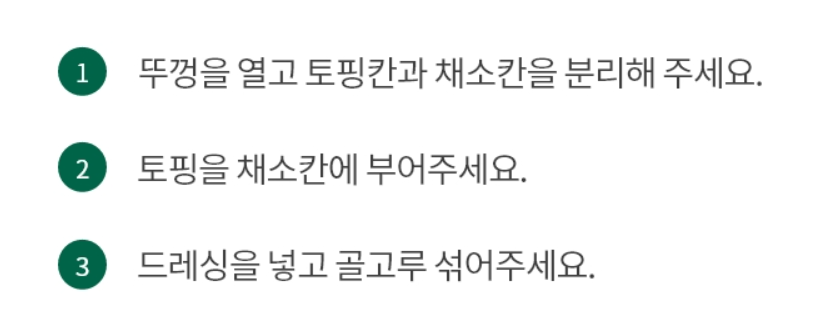 1 뚜껑을 열고 토핑칸과 채소칸을 분리해 주세요.
2 토핑을 채소칸에 부어주세요.
3 드레싱을 넣고 골고루 섞어주세요.